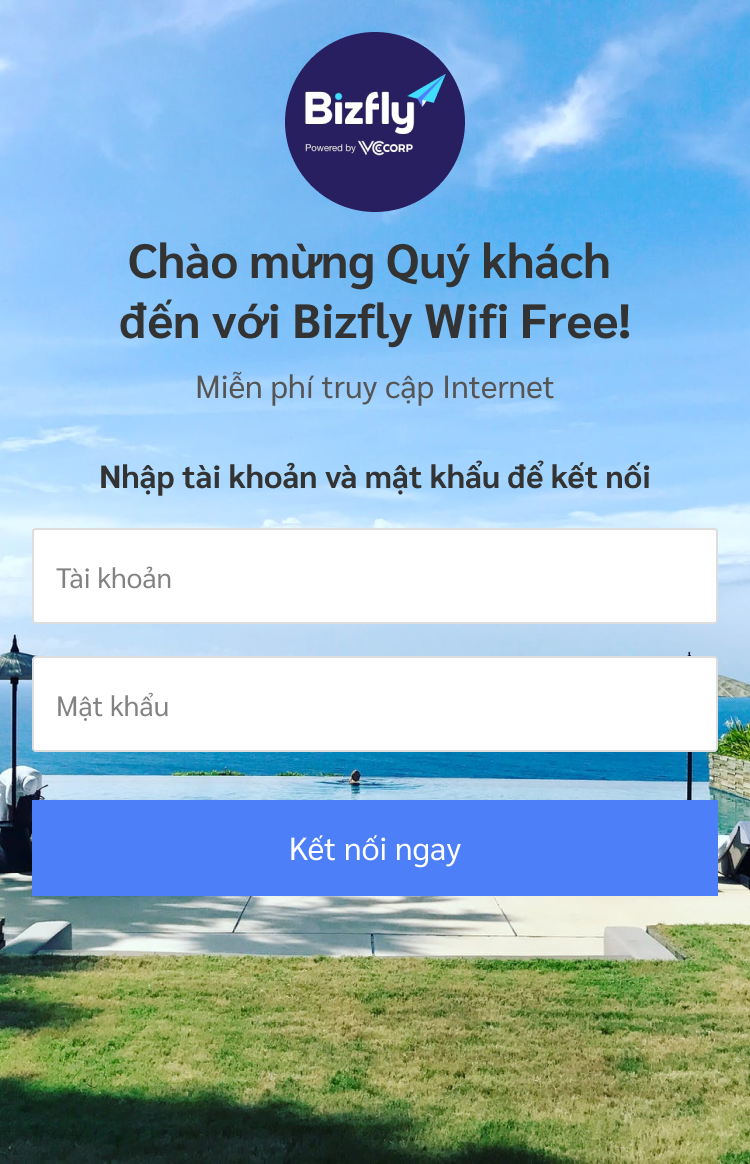 Bizfly
Powered by VCCORP
Chào mừng Quý khách
đến với Bizfly Wifi Free!
Miễn phí truy cập Internet
Nhập tài khoản và mật khẩu để kết nối
Tài khoản
Mật khẩu
Kết nối ngay